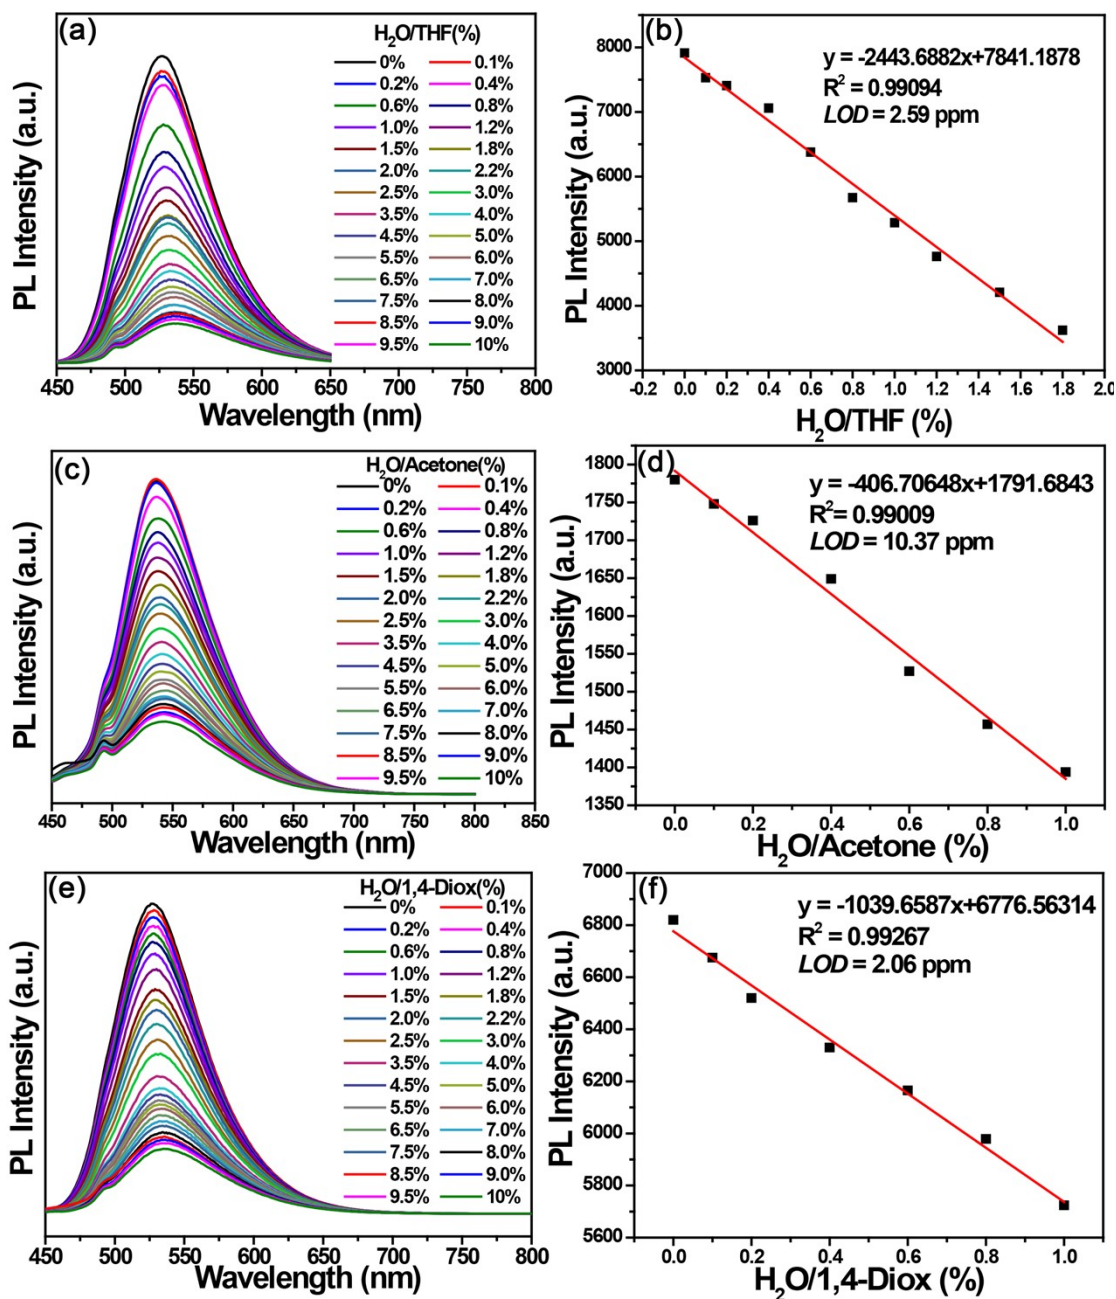 (a)
H₂O/THF(%)
0% 0.1%
0.2% 0.4%
0.6% 0.8%
1.0% 1.2%
1.5% 1.8%
2.0% 2.2%
2.5% 3.0%
3.5% 4.0%
4.5% 5.0%
5.5% 6.0%
6.5% 7.0%
7.5% 8.0%
8.5% 9.0%
9.5% 10%
PL Intensity (a.u.)
450 500 550 600 650 700 750 800
Wavelength (nm)
(b)
y = -2443.6882x+7841.1878
R² = 0.99094
LOD = 2.59 ppm
8000
7000
6000
5000
4000
3000
PL Intensity (a.u.)
-0.2 0.0 0.2 0.4 0.6 0.8 1.0 1.2 1.4 1.6 1.8 2.0
H₂O/THF (%)
(c)
H₂O/Acetone(%)
0% 0.1%
0.2% 0.4%
0.6% 0.8%
1.0% 1.2%
1.5% 1.8%
2.0% 2.2%
2.5% 3.0%
3.5% 4.0%
4.5% 5.0%
5.5% 6.0%
6.5% 7.0%
7.5% 8.0%
8.5% 9.0%
9.5% 10%
PL Intensity (a.u.)
450 500 550 600 650 700 750 800 850
Wavelength (nm)
(d)
y = -406.70648x+1791.6843
R²= 0.99009
LOD = 10.37 ppm
1800
1750
1700
1650
1600
1550
1500
1450
1400
1350
PL Intensity (a.u.)
0.0 0.2 0.4 0.6 0.8 1.0
H₂O/Acetone (%)
(e)
H₂O/1,4-Diox(%)
0% 0.1%
0.2% 0.4%
0.6% 0.8%
1.0% 1.2%
1.5% 1.8%
2.0% 2.2%
2.5% 3.0%
3.5% 4.0%
4.5% 5.0%
5.5% 6.0%
6.5% 7.0%
7.5% 8.0%
8.5% 9.0%
9.5% 10%
PL Intensity (a.u.)
450 500 550 600 650 700 750 800
Wavelength (nm)
(f)
y = -1039.6587x+6776.56314
R² = 0.99267
LOD = 2.06 ppm
7000
6800
6600
6400
6200
6000
5800
5600
PL Intensity (a.u.)
0.0 0.2 0.4 0.6 0.8 1.0
H₂O/1,4-Diox (%)